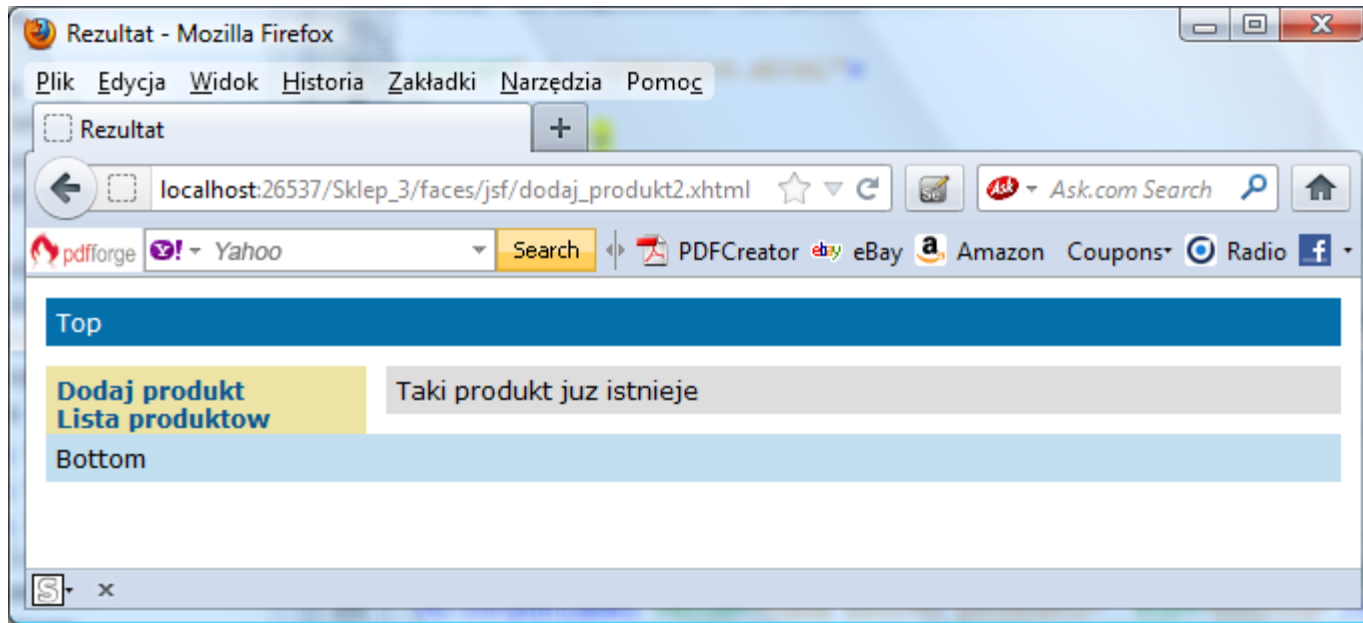 Rezultat - Mozilla Firefox
Plik Edycja Widok Historia Zakładki Narzędzia Pomoc
Rezultat
localhost:26537/Sklep_3/faces/jsf/dodaj_produkt2.xhtml Ask Ask.com Search
pdfforge Y! Yahoo Search PDFCreator ebay eBay a Amazon Coupons Radio f
Top
Dodaj produkt Taki produkt juz istnieje
Lista produktow
Bottom
S x